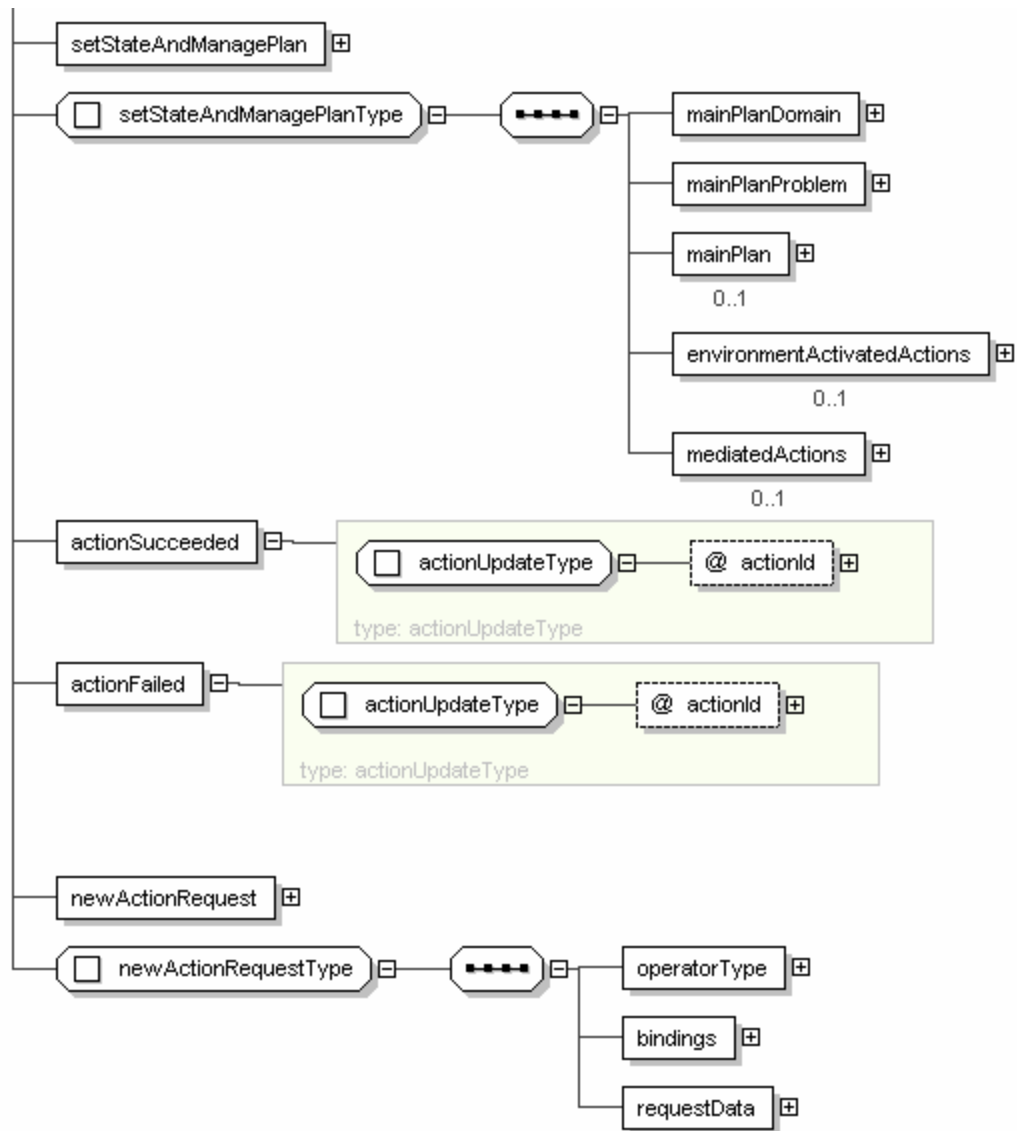 setStateAndManagePlan
setStateAndManagePlanType
mainPlanDomain
mainPlanProblem
mainPlan
0..1
environmentActivatedActions
0..1
mediatedActions
0..1
actionSucceeded
actionUpdateType
@ actionId
type: actionUpdateType
actionFailed
actionUpdateType
@ actionId
type: actionUpdateType
newActionRequest
newActionRequestType
operatorType
bindings
requestData